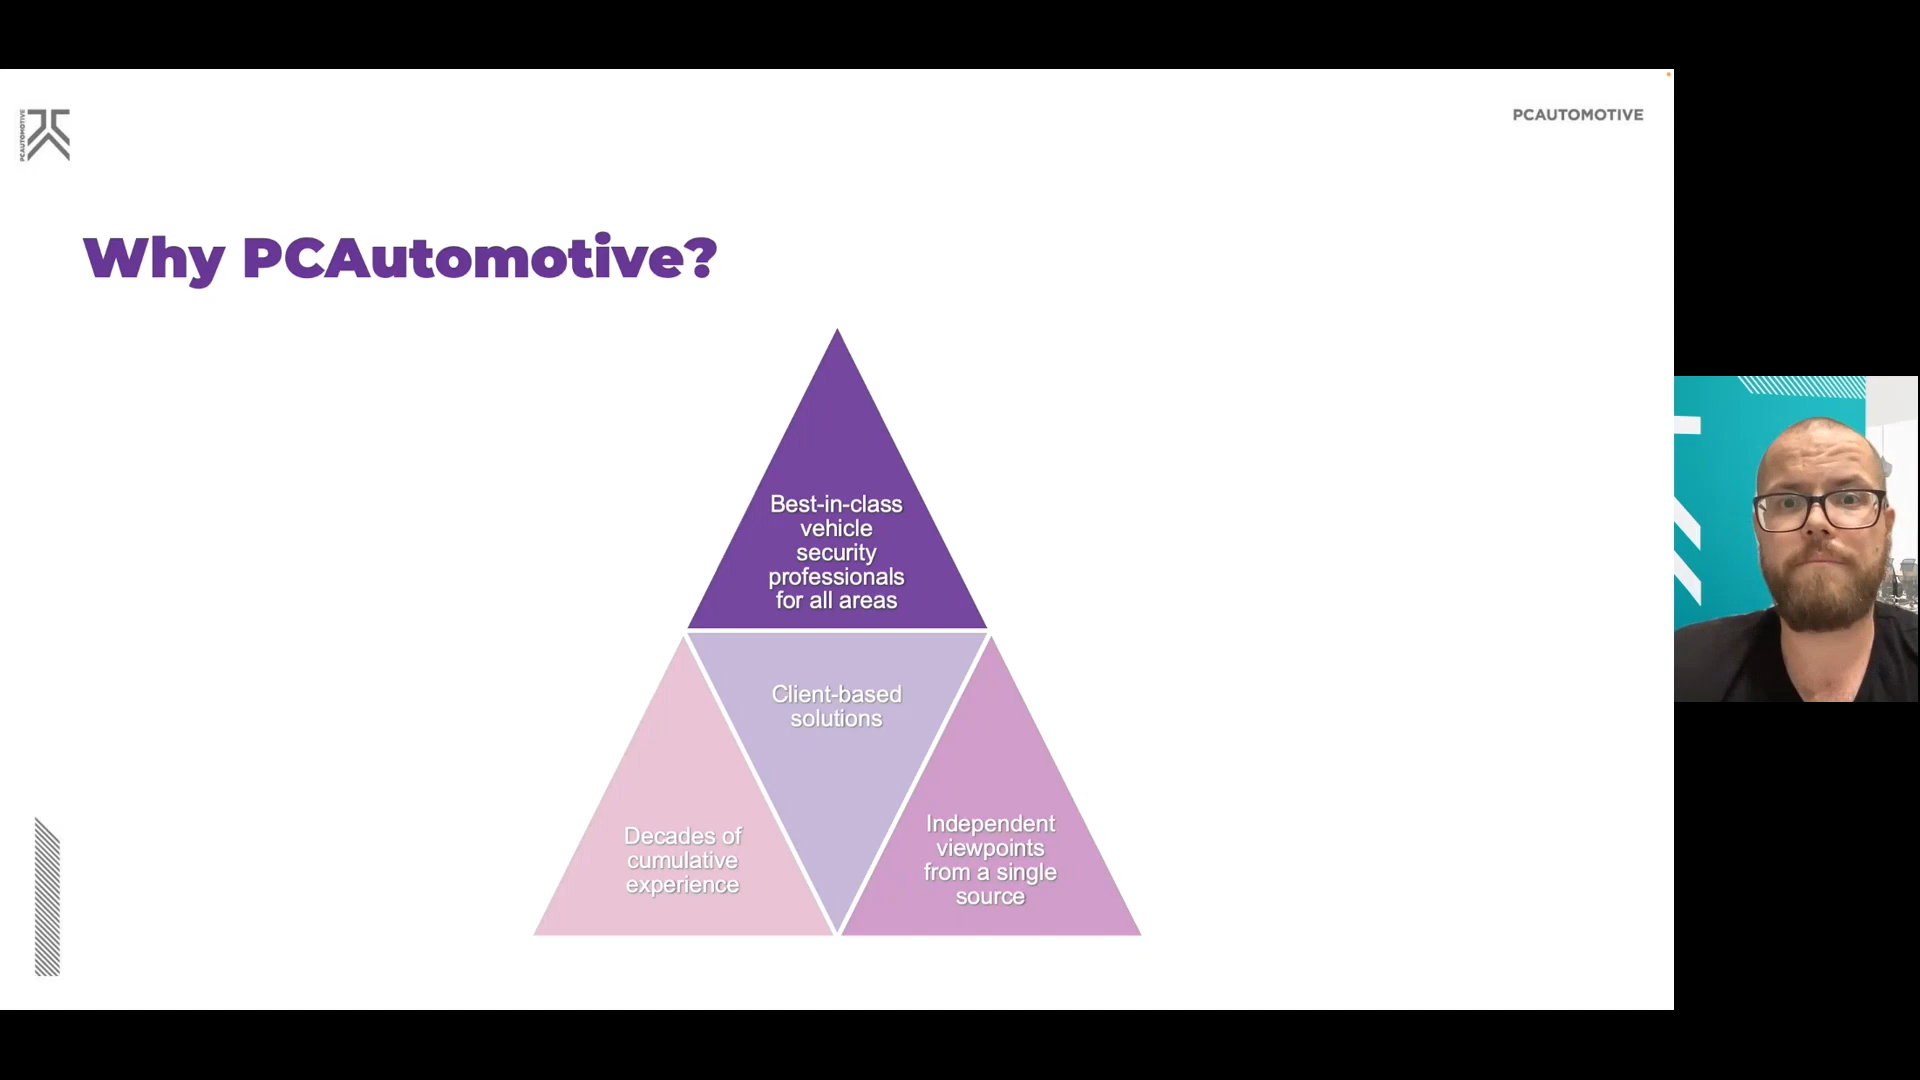 PCAUTOMOTIVE
PCAUTOMOTIVE
Why PCAutomotive?
Best-in-class
vehicle
security
professionals
for all areas
Client-based
solutions
Decades of
cumulative
experience
Independent
viewpoints
from a single
source